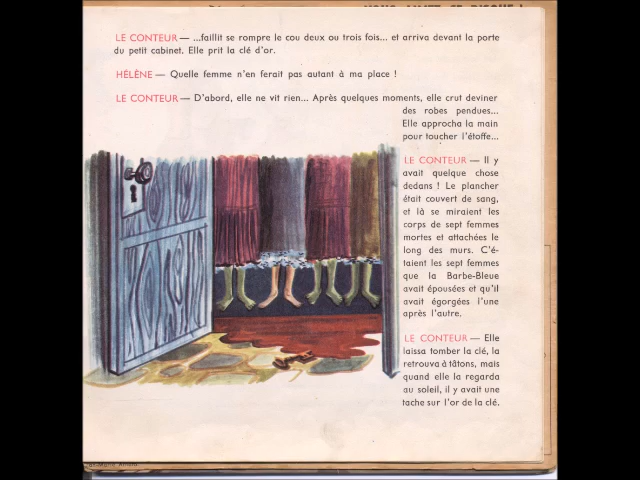 LE CONTEUR — ...faillit se rompre le cou deux ou trois fois... et arriva devant la porte
du petit cabinet. Elle prit la clé d'or.
HÉLÈNE — Quelle femme n'en ferait pas autant à ma place !
LE CONTEUR — D'abord, elle ne vit rien... Après quelques moments, elle crut deviner
des robes pendues...
Elle approcha la main
pour toucher l'étoffe...
LE CONTEUR — Il y
avait quelque chose
dedans ! Le plancher
était couvert de sang,
et là se miraient les
corps de sept femmes
mortes et attachées le
long des murs. C'é-
taient les sept femmes
que la Barbe-Bleue
avait épousées et qu'il
avait égorgées l'une
après l'autre.
LE CONTEUR — Elle
laissa tomber la clé, la
retrouva à tâtons, mais
quand elle la regarda
au soleil, il y avait une
tache sur l'or de la clé.